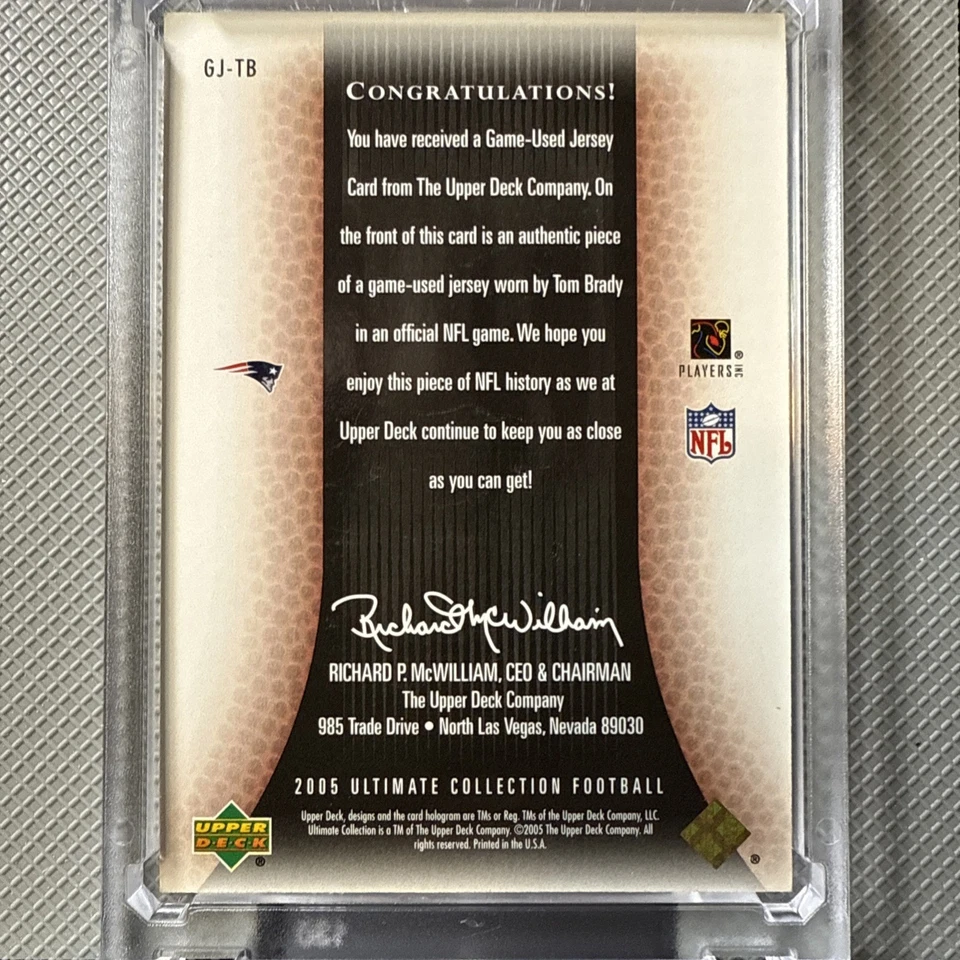 GJ-TB
CONGRATULATIONS!
You have received a Game-Used Jersey
Card from The Upper Deck Company. On
the front of this card is an authentic piece
of a game-used jersey worn by Tom Brady
in an official NFL game. We hope you
enjoy this piece of NFL history as we at
Upper Deck continue to keep you as close
as you can get!
PLAYERS INC ®
NFL
Richard McWilliam
RICHARD P. McWILLIAM, CEO & CHAIRMAN
The Upper Deck Company
985 Trade Drive • North Las Vegas, Nevada 89030
2005 ULTIMATE COLLECTION FOOTBALL
Upper Deck, designs and the card hologram are TMs or Reg. TMs of the Upper Deck Company, LLC.
Ultimate Collection is a TM of The Upper Deck Company. ©2005 The Upper Deck Company. All
rights reserved. Printed in the U.S.A.
UPPER
DECK ®
®